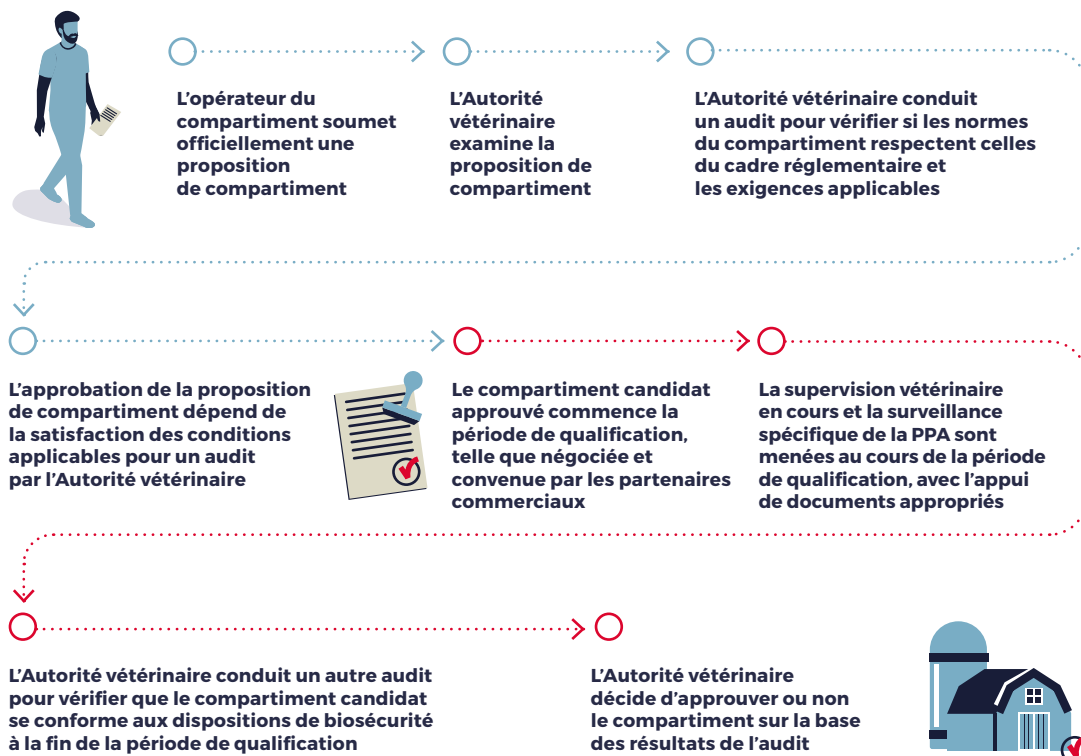 L’opérateur du
compartiment soumet
officiellement une
proposition
de compartiment
L’Autorité
vétérinaire
examine la
proposition de
compartiment
L’Autorité vétérinaire conduit
un audit pour vérifier si les normes
du compartiment respectent celles
du cadre réglementaire et
les exigences applicables
L’approbation de la proposition
de compartiment dépend de
la satisfaction des conditions
applicables pour un audit
par l’Autorité vétérinaire
Le compartiment candidat
approuvé commence la
période de qualification,
telle que négociée et
convenue par les partenaires
commerciaux
La supervision vétérinaire
en cours et la surveillance
spécifique de la PPA sont
menées au cours de la période
de qualification, avec l’appui
de documents appropriés
L’Autorité vétérinaire conduit un autre audit
pour vérifier que le compartiment candidat
se conforme aux dispositions de biosécurité
à la fin de la période de qualification
L’Autorité vétérinaire
décide d’approuver ou non
le compartiment sur la base
des résultats de l’audit